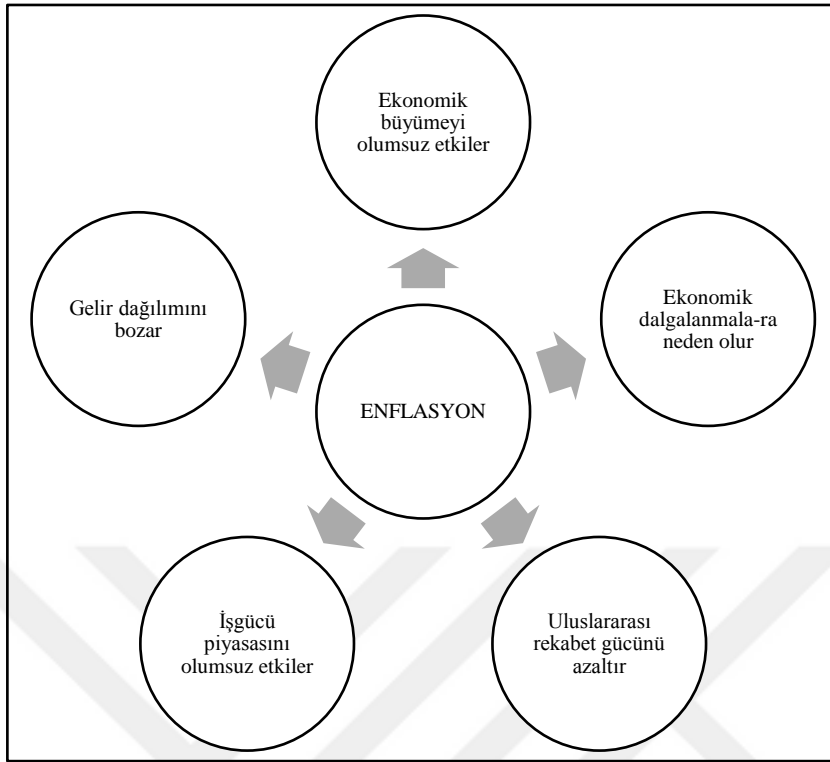 Ekonomik
büyümeyi
olumsuz etkiler
Gelir dağılımını
bozar
Ekonomik
dalgalanmala-ra
neden olur
ENFLASYON
İşgücü
piyasasını
olumsuz etkiler
Uluslararası
rekabet gücünü
azaltır